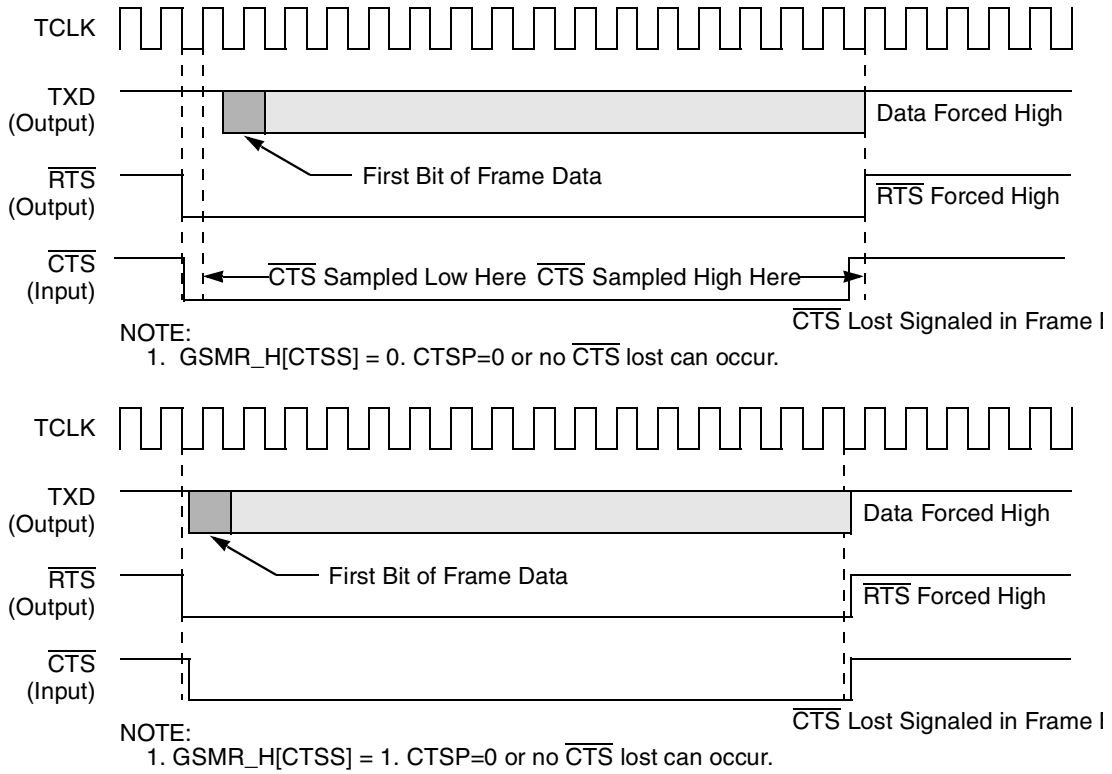 TCLK
TXD
(Output)
Data Forced High
First Bit of Frame Data
RTS
(Output)
RTS Forced High
CTS
(Input)
CTS Sampled Low Here CTS Sampled High Here
CTS Lost Signaled in Frame
NOTE:
1. GSMR_H[CTSS] = 0. CTSP=0 or no CTS lost can occur.
TCLK
TXD
(Output)
Data Forced High
First Bit of Frame Data
RTS
(Output)
RTS Forced High
CTS
(Input)
CTS Lost Signaled in Frame
NOTE:
1. GSMR_H[CTSS] = 1. CTSP=0 or no CTS lost can occur.